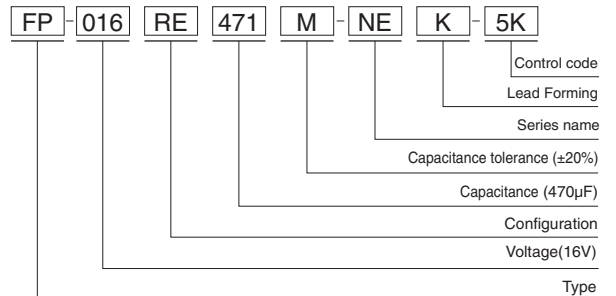 FP-016 RE 471 M-NE K-5K
Control code
Lead Forming
Series name
Capacitance tolerance (±20%)
Capacitance (470µF)
Configuration
Voltage(16V)
Type